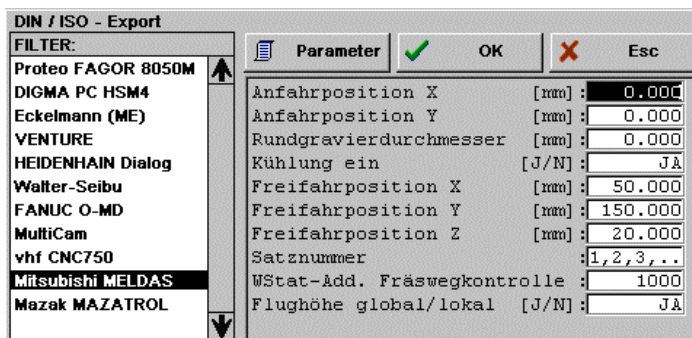 DIN / ISO - Export
FILTER:
Proteo FAGOR 8050M
DIGMA PC HSM4
Eckelmann (ME)
VENTURE
HEIDENHAIN Dialog
Walter-Seibu
FANUC O-MD
MultiCam
vhf CNC750
Mitsubishi MELDAS
Mazak MAZATROL
Parameter OK Esc
Anfahrposition X [mm] : 0.000
Anfahrposition Y [mm] : 0.000
Rundgravierdurchmesser [mm] : 0.000
Kühlung ein [J/N] : JA
Freifahrposition X [mm] : 50.000
Freifahrposition Y [mm] : 150.000
Freifahrposition Z [mm] : 20.000
Satznummer :1,2,3,..
WStat-Add. Fräswegkontrolle : 1000
Flughöhe global/lokal [J/N] : JA